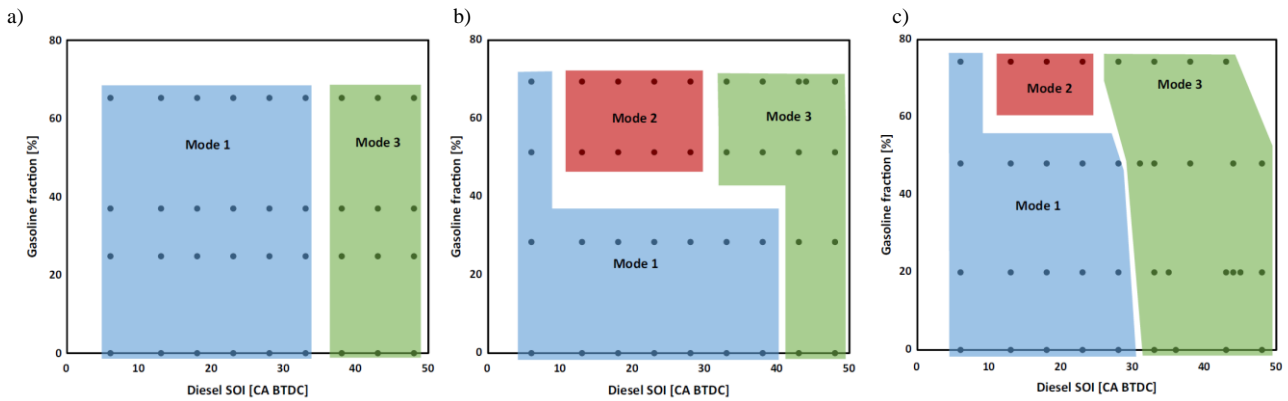 a)
80
60
40
20
0
0 10 20 30 40 50
Gasoline fraction [%]
Diesel SOI [CA BTDC]
Mode 1
Mode 3
b)
80
60
40
20
0
0 10 20 30 40 50
Gasoline fraction [%]
Diesel SOI [CA BTDC]
Mode 2
Mode 3
Mode 1
c)
80
60
40
20
0
0 10 20 30 40 50
Gasoline fraction [%]
Diesel SOI [CA BTDC]
Mode 2
Mode 3
Mode 1